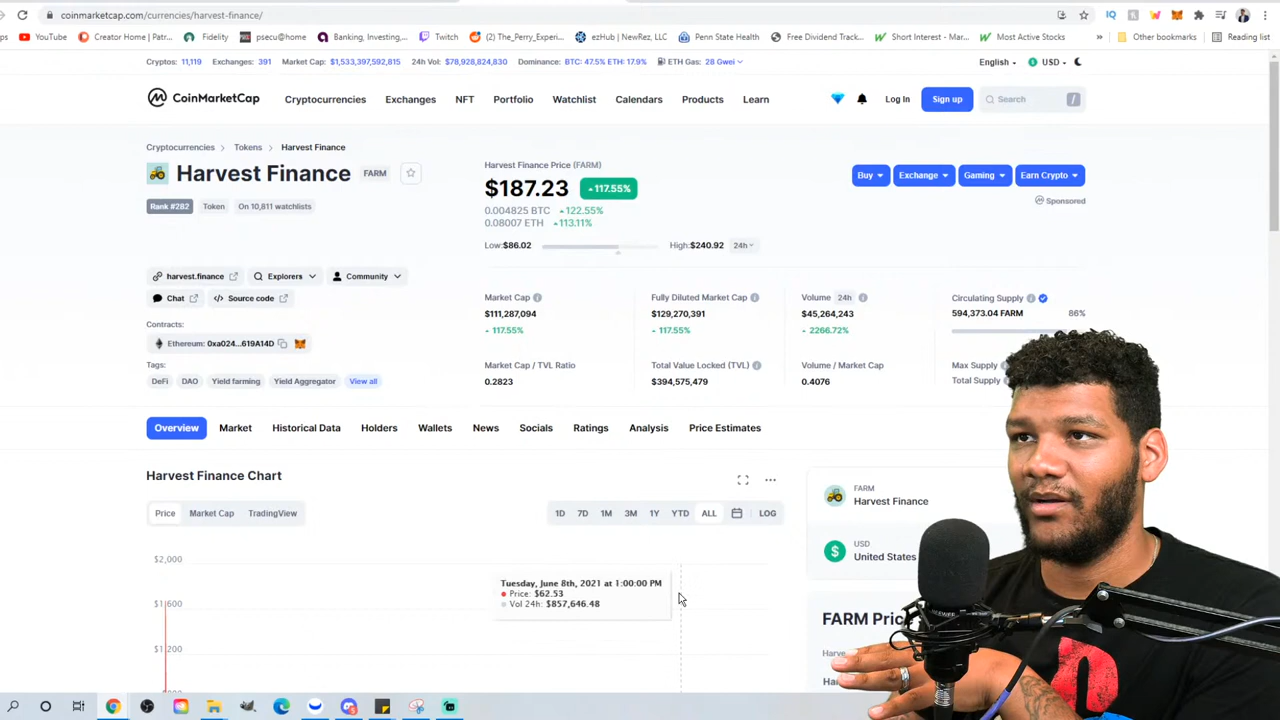 coinmarketcap.com/currencies/harvest-finance/
YouTube Creator Home | Patr... Fidelity psecu@home Banking, Investing,... Twitch (2) The_Perry_Experi... ezHub | NewRez, LLC Penn State Health Free Dividend Track... Short Interest - Mar... Most Active Stocks » Other bookmarks Reading list
Cryptos: 11,119 Exchanges: 391 Market Cap: $1,533,397,592,815 24h Vol: $78,928,824,830 Dominance: BTC: 47.5% ETH: 17.9% ETH Gas: 28 Gwei English USD
CoinMarketCap Cryptocurrencies Exchanges NFT Portfolio Watchlist Calendars Products Learn Log In Sign up Search /
Cryptocurrencies Tokens Harvest Finance
Harvest Finance FARM
Rank #282 Token On 10,811 watchlists
Harvest Finance Price (FARM)
$187.23 117.55%
0.004825 BTC 122.55%
0.08007 ETH 113.11%
Low: $86.02 High: $240.92 24h
Buy Exchange Gaming Earn Crypto
Sponsored
harvest.finance Explorers Community
Chat Source code
Contracts:
Ethereum: 0xa024...619A14D
Tags:
DeFi DAO Yield farming Yield Aggregator View all
Market Cap
$111,287,094
117.55%
Fully Diluted Market Cap
$129,270,391
117.55%
Volume 24h
$45,264,243
2266.72%
Circulating Supply
594,373.04 FARM 86%
Market Cap / TVL Ratio
0.2823
Total Value Locked (TVL)
$394,575,479
Volume / Market Cap
0.4076
Max Supply
Total Supply
Overview Market Historical Data Holders Wallets News Socials Ratings Analysis Price Estimates
Harvest Finance Chart
Price Market Cap TradingView
1D 7D 1M 3M 1Y YTD ALL LOG
$2,000
$1,600
$1,200
Tuesday, June 8th, 2021 at 1:00:00 PM
Price: $62.53
Vol 24h: $857,646.48
FARM
Harvest Finance
USD
United States
FARM Pric
Harve
Har